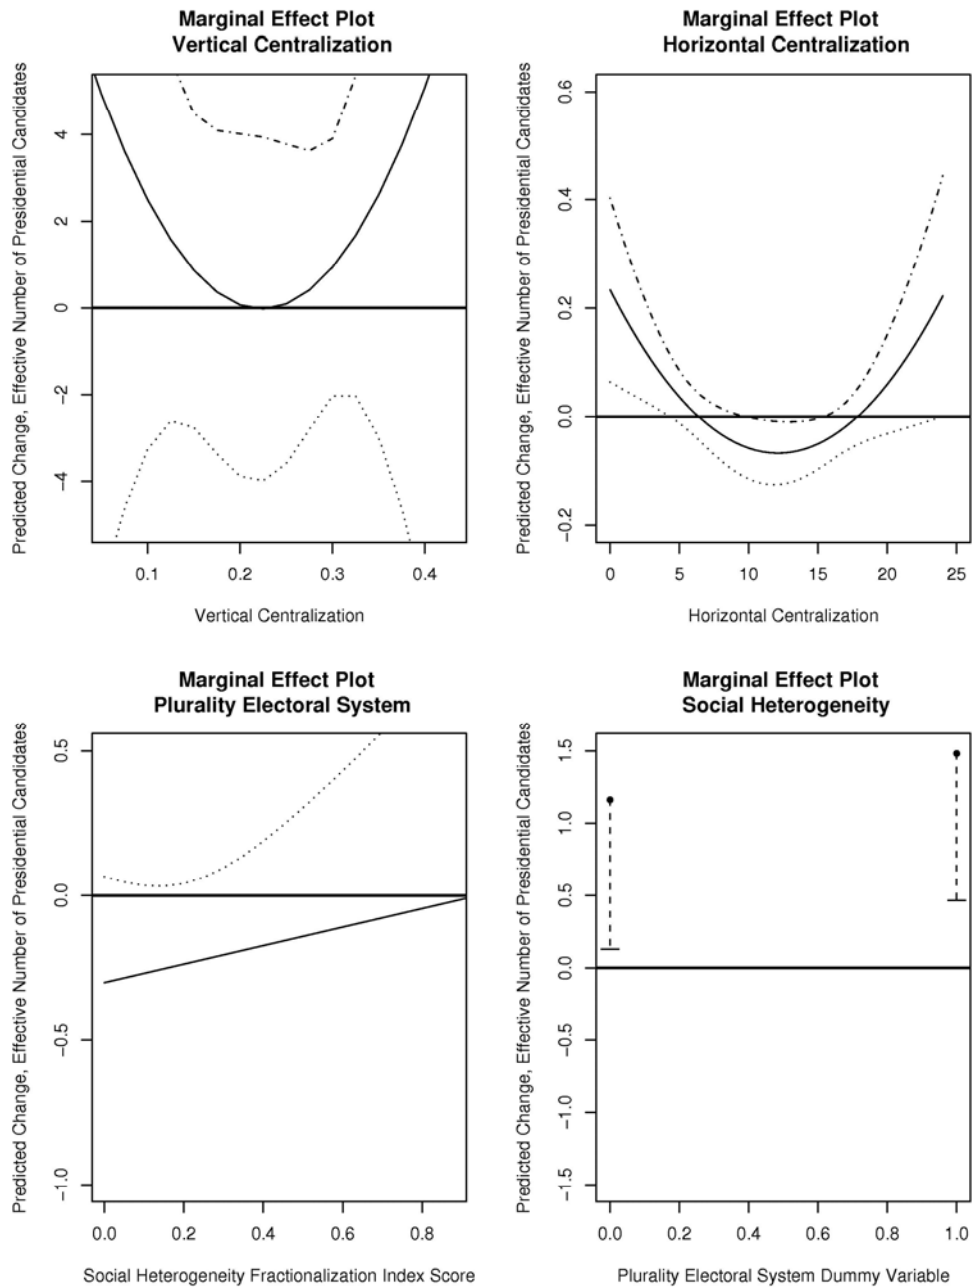 Marginal Effect Plot
Vertical Centralization
Predicted Change, Effective Number of Presidential Candidates
4
2
0
−2
−4
0.1 0.2 0.3 0.4
Vertical Centralization
Marginal Effect Plot
Horizontal Centralization
Predicted Change, Effective Number of Presidential Candidates
0.6
0.4
0.2
0.0
−0.2
0 5 10 15 20 25
Horizontal Centralization
Marginal Effect Plot
Plurality Electoral System
Predicted Change, Effective Number of Presidential Candidates
0.5
0.0
−0.5
−1.0
0.0 0.2 0.4 0.6 0.8
Social Heterogeneity Fractionalization Index Score
Marginal Effect Plot
Social Heterogeneity
Predicted Change, Effective Number of Presidential Candidates
1.5
1.0
0.5
0.0
−0.5
−1.0
−1.5
0.0 0.2 0.4 0.6 0.8 1.0
Plurality Electoral System Dummy Variable